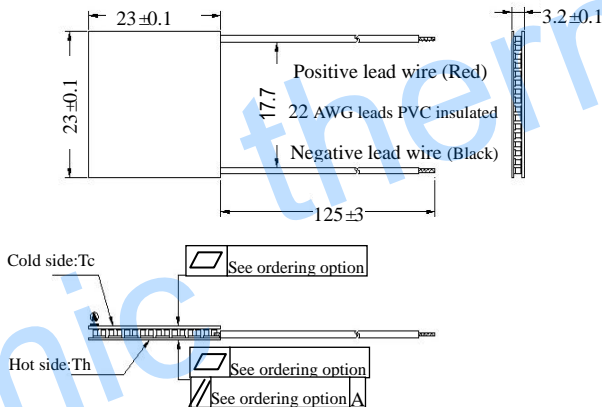 23±0.1
3.2±0.1
23±0.1
17.7
Positive lead wire (Red)
22 AWG leads PVC insulated
Negative lead wire (Black)
125±3
Cold side:Tc
See ordering option
A
Hot side:Th
See ordering option
See ordering option A
therm
nic